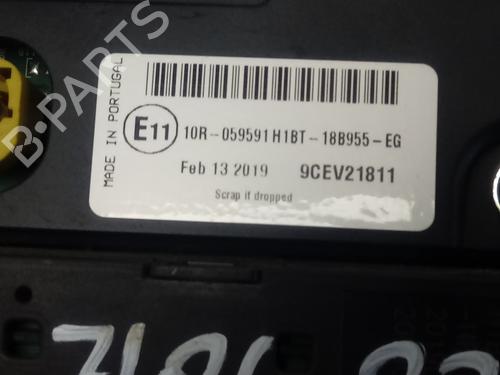 MADE IN PORTUGAL
E11
10R-059591 H1BT-18B955-EG
Feb 13 2019 9CEV21811
Scrap if dropped
B-PARTS